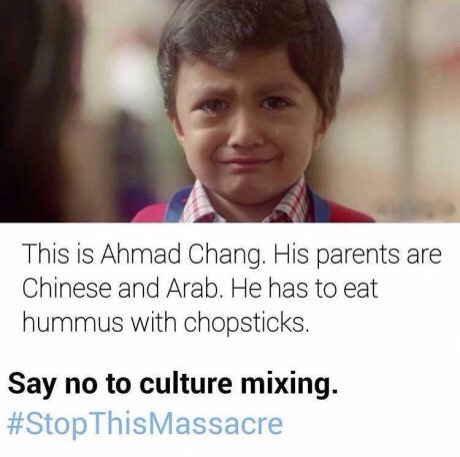 This is Ahmad Chang. His parents are
Chinese and Arab. He has to eat
hummus with chopsticks.
Say no to culture mixing.
#StopThisMassacre